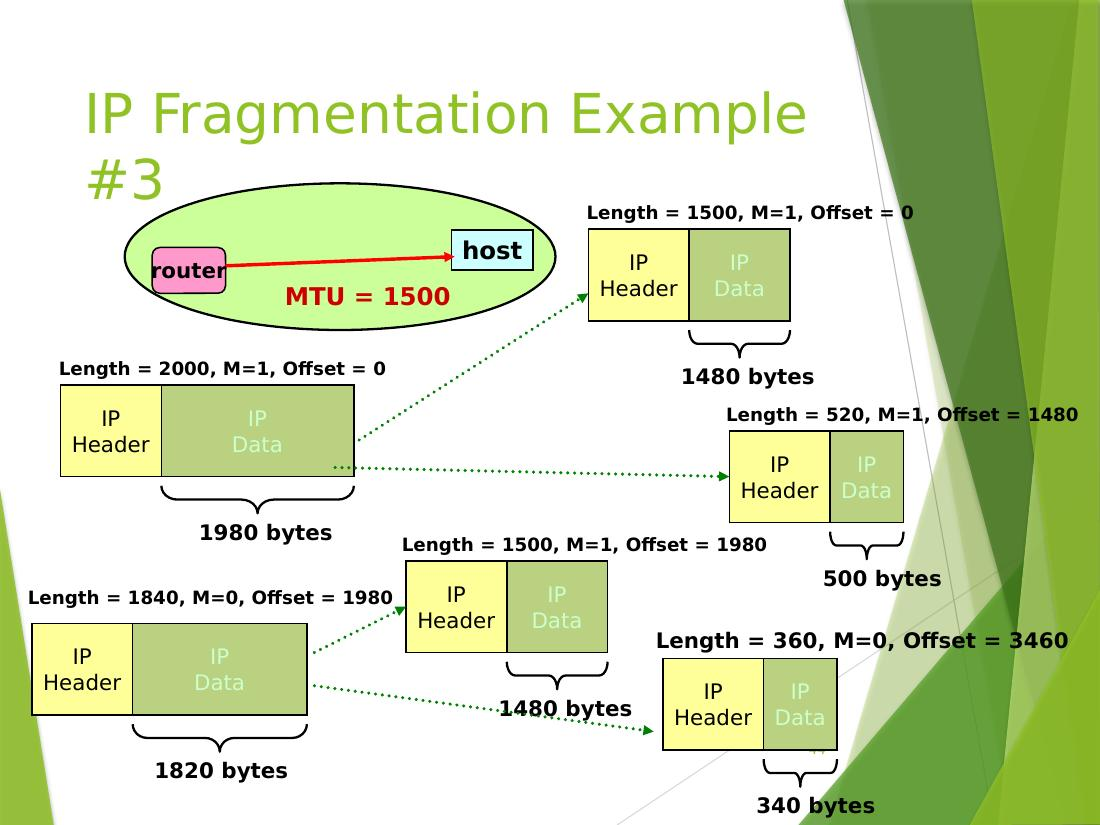 IP Fragmentation Example
#3
router
host
MTU = 1500
Length = 1500, M=1, Offset = 0
IP
Header
IP
Data
1480 bytes
Length = 2000, M=1, Offset = 0
IP
Header
IP
Data
1980 bytes
Length = 520, M=1, Offset = 1480
IP
Header
IP
Data
500 bytes
Length = 1500, M=1, Offset = 1980
IP
Header
IP
Data
1480 bytes
Length = 1840, M=0, Offset = 1980
IP
Header
IP
Data
1820 bytes
Length = 360, M=0, Offset = 3460
IP
Header
IP
Data
340 bytes